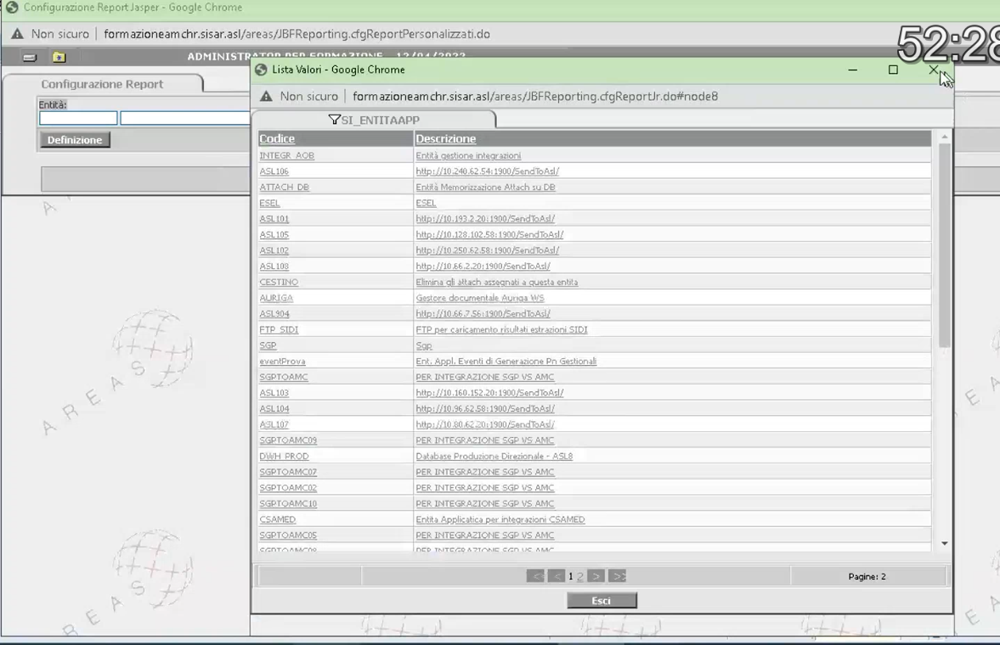 Configurazione Report Jasper - Google Chrome
Non sicuro formazioneamchr.sisar.asl/areas/JBFReporting.cfgReportPersonalizzati.do
52:28
ADMINISTRATOR PER FORMAZIONE - 12/04/2022
Configurazione Report
Entità:
Definizione
Lista Valori - Google Chrome
Non sicuro formazioneamchr.sisar.asl/areas/JBFReporting.cfgReportJr.do#node8
SI_ENTITAAPP
Codice Descrizione
INTEGR_AOB Entità gestione integrazioni
ASL106 http://10.240.62.54:1900/SendToAsl/
ATTACH_DB Entità Memorizzazione Attach su DB
ESEL ESEL
ASL101 http://10.193.2.20:1900/SendToAsl/
ASL105 http://10.128.102.58:1900/SendToAsl/
ASL102 http://10.250.62.58:1900/SendToAsl/
ASL108 http://10.66.2.20:1900/SendToAsl/
CESTINO Elimina gli attach assegnati a questa entita
AURIGA Gestore documentale Auriga WS
ASL904 http://10.66.7.56:1900/SendToAsl/
FTP_SIDI FTP per caricamento risultati estrazioni SIDI
SGP Sgp
eventProva Ent. Appl. Eventi di Generazione Pn Gestionali
SGPTOAMC PER INTEGRAZIONE SGP VS AMC
ASL103 http://10.160.152.20:1900/SendToAsl/
ASL104 http://10.96.62.58:1900/SendToAsl/
ASL107 http://10.80.62.20:1900/SendToAsl/
SGPTOAMC09 PER INTEGRAZIONE SGP VS AMC
DWH_PROD Database Produzione Direzionale - ASL8
SGPTOAMC07 PER INTEGRAZIONE SGP VS AMC
SGPTOAMC02 PER INTEGRAZIONE SGP VS AMC
SGPTOAMC10 PER INTEGRAZIONE SGP VS AMC
CSAMED Entita Applicativa per integrazioni CSAMED
SGPTOAMC05 PER INTEGRAZIONE SGP VS AMC
SGPTOAMC08 PER INTEGRAZIONE SGP VS AMC
<< < 1 2 > >> Pagine: 2
Esci
AREAS
AREAS